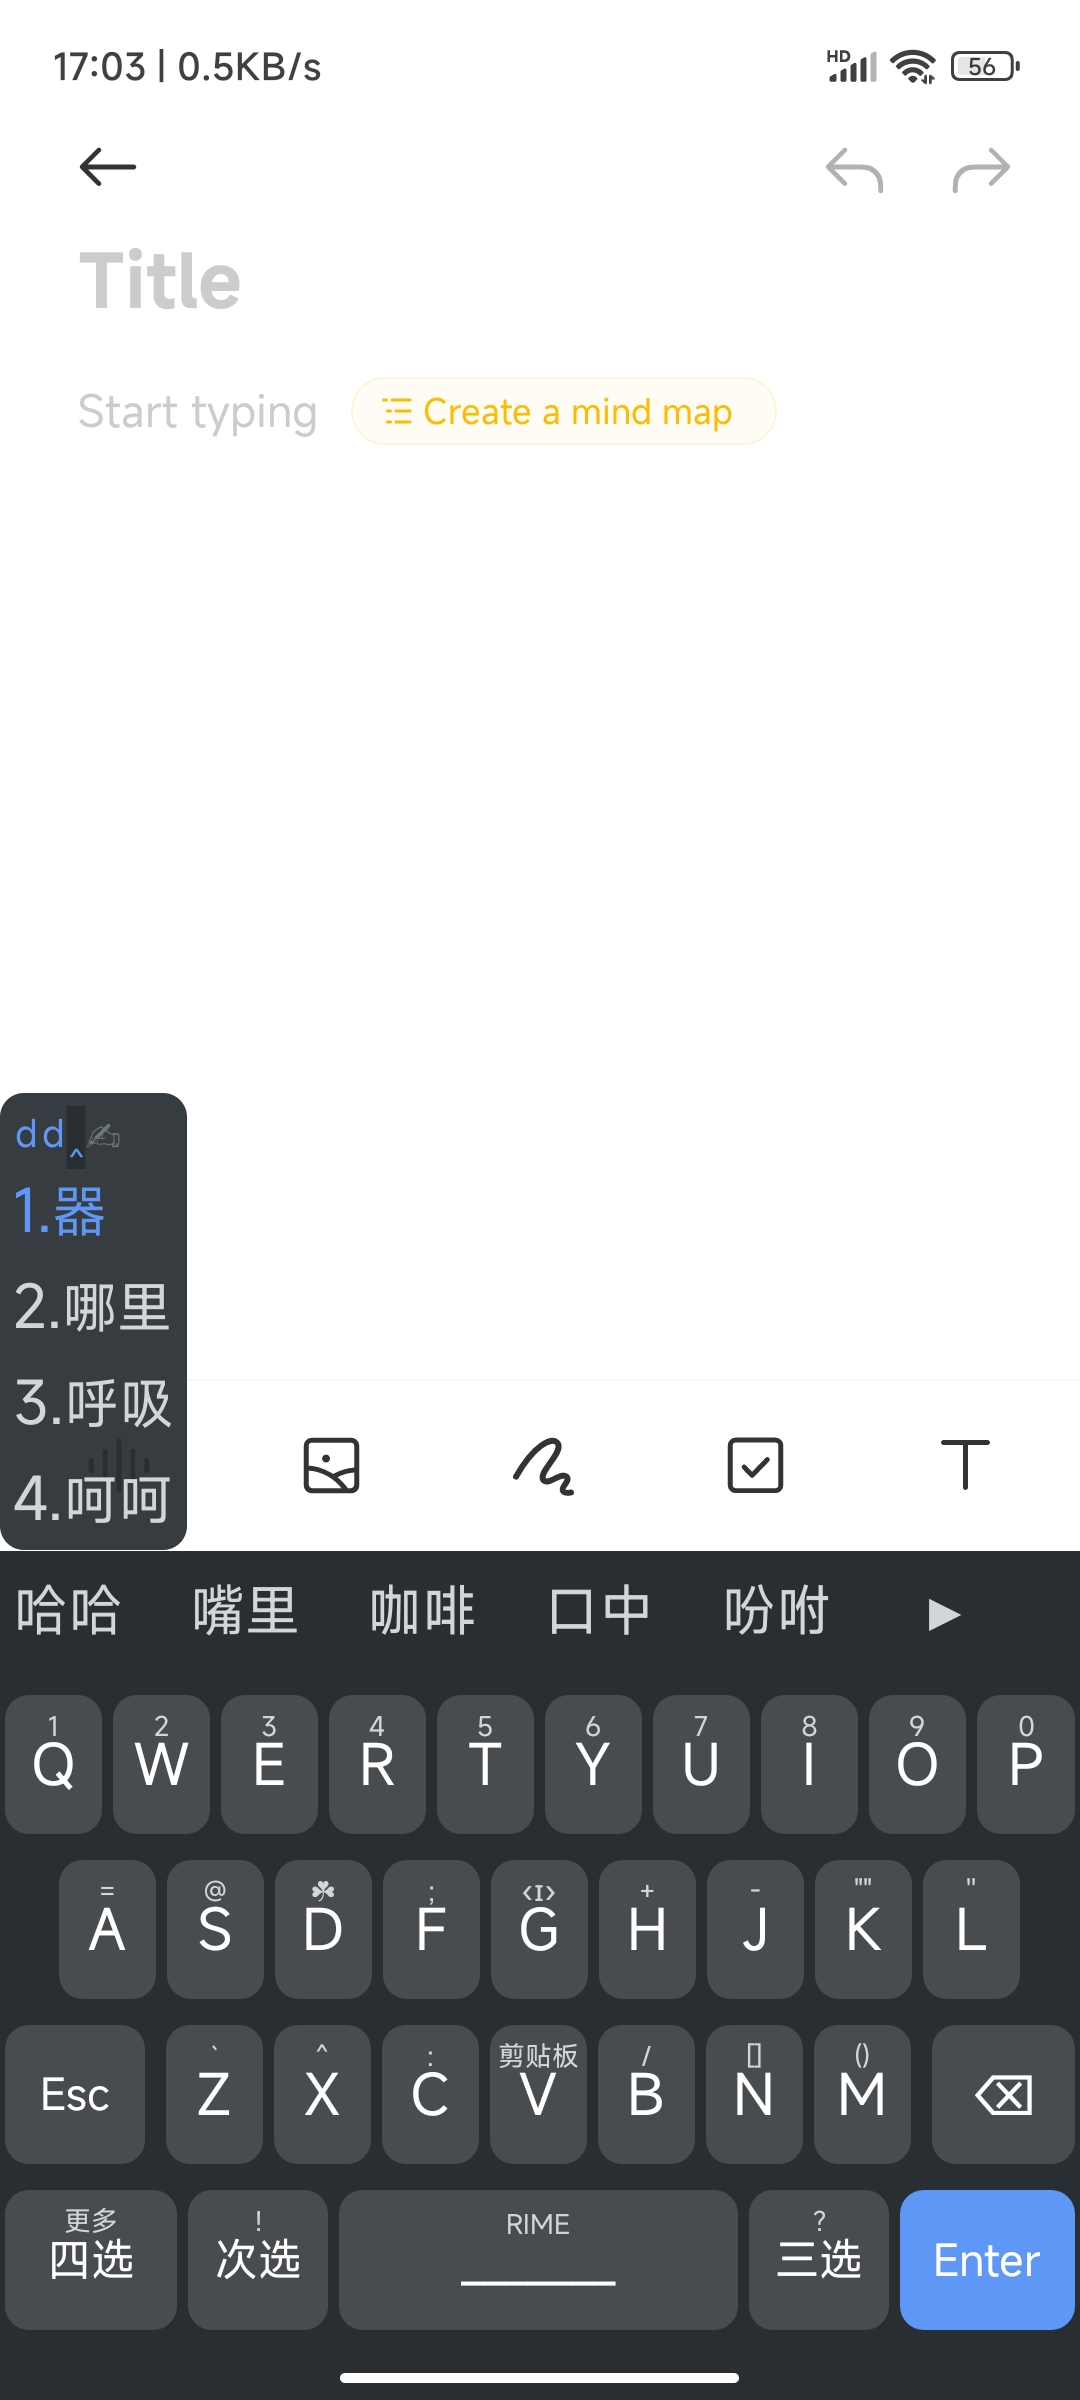 17:03 | 0.5KB/s HD 56
Title
Start typing Create a mind map
dd‸✍
1.器
2.哪里
3.呼吸
4.呵呵
哈哈 嘴里 咖啡 口中 吩咐 ▶
1 2 3 4 5 6 7 8 9 0
Q W E R T Y U I O P
= @ ☘ ; ‹ɪ› + - "" "
A S D F G H J K L
` ^ : 剪贴板 / [] ()
Esc Z X C V B N M
更多 ! RIME ?
四选 次选 三选 Enter